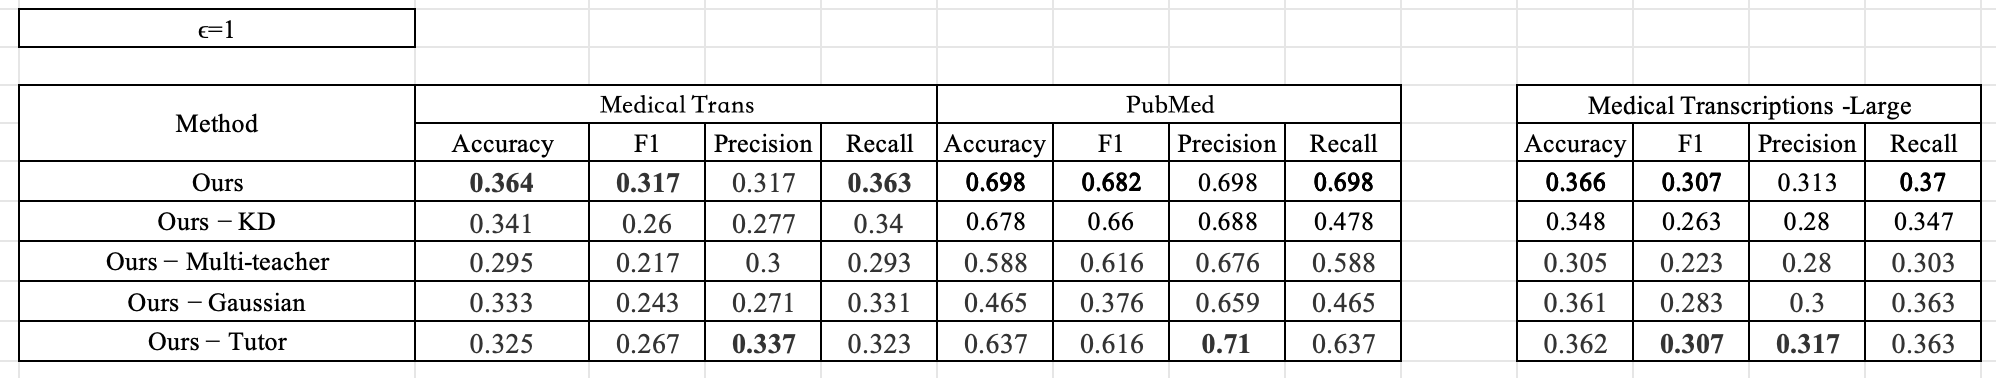 ϵ=1
Method Medical Trans PubMed Medical Transcriptions -Large
Accuracy F1 Precision Recall Accuracy F1 Precision Recall Accuracy F1 Precision Recall
Ours 0.364 0.317 0.317 0.363 0.698 0.682 0.698 0.698 0.366 0.307 0.313 0.37
Ours − KD 0.341 0.26 0.277 0.34 0.678 0.66 0.688 0.478 0.348 0.263 0.28 0.347
Ours − Multi-teacher 0.295 0.217 0.3 0.293 0.588 0.616 0.676 0.588 0.305 0.223 0.28 0.303
Ours − Gaussian 0.333 0.243 0.271 0.331 0.465 0.376 0.659 0.465 0.361 0.283 0.3 0.363
Ours − Tutor 0.325 0.267 0.337 0.323 0.637 0.616 0.71 0.637 0.362 0.307 0.317 0.363